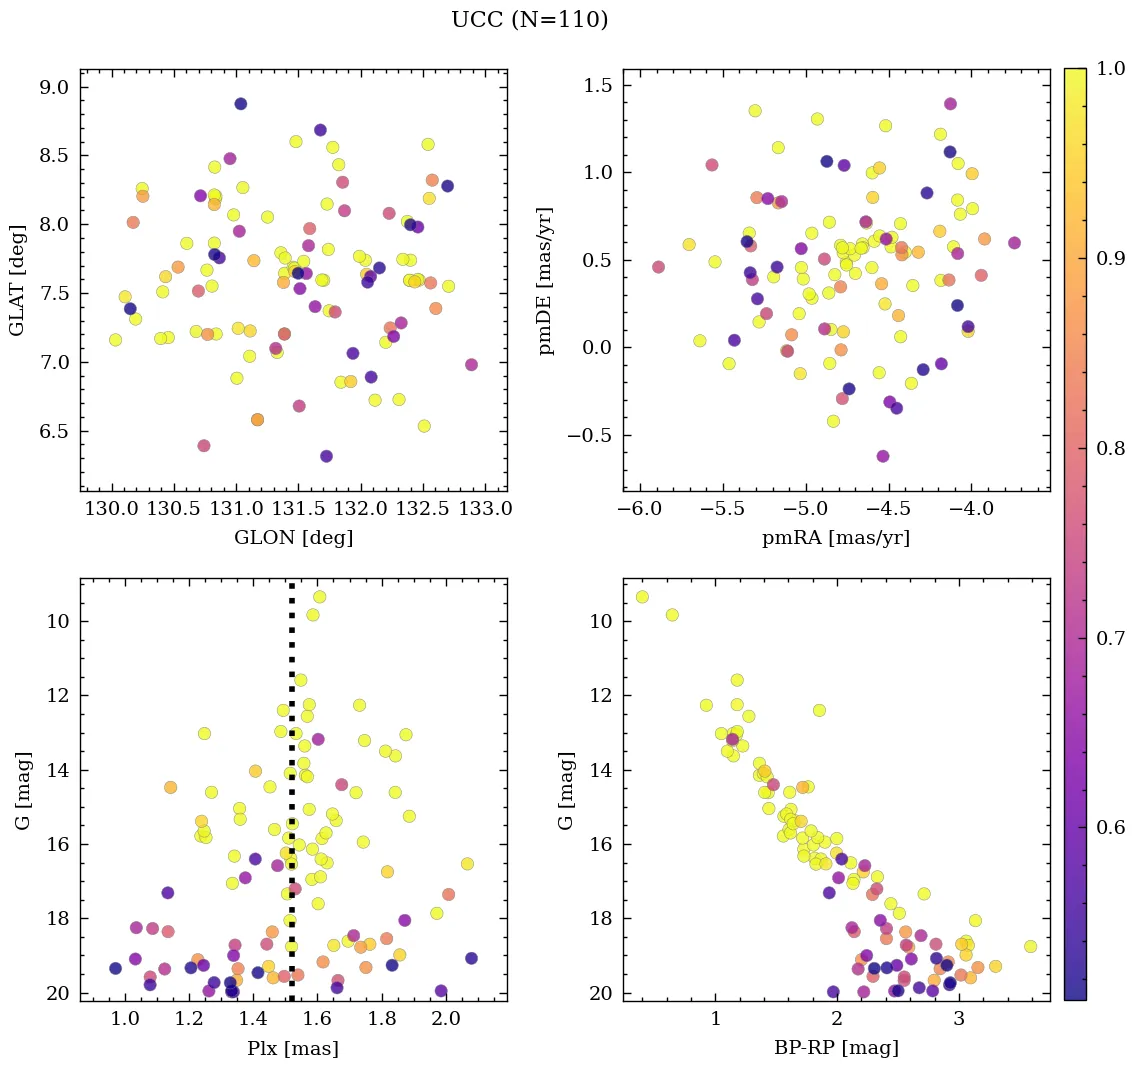 UCC (N=110)
9.0
8.5
8.0
7.5
7.0
6.5
GLAT [deg]
130.0 130.5 131.0 131.5 132.0 132.5 133.0
GLON [deg]
1.5
1.0
0.5
0.0
−0.5
pmDE [mas/yr]
−6.0 −5.5 −5.0 −4.5 −4.0
pmRA [mas/yr]
10
12
14
16
18
20
G [mag]
1.0 1.2 1.4 1.6 1.8 2.0
Plx [mas]
10
12
14
16
18
20
G [mag]
1 2 3
BP-RP [mag]
1.0
0.9
0.8
0.7
0.6